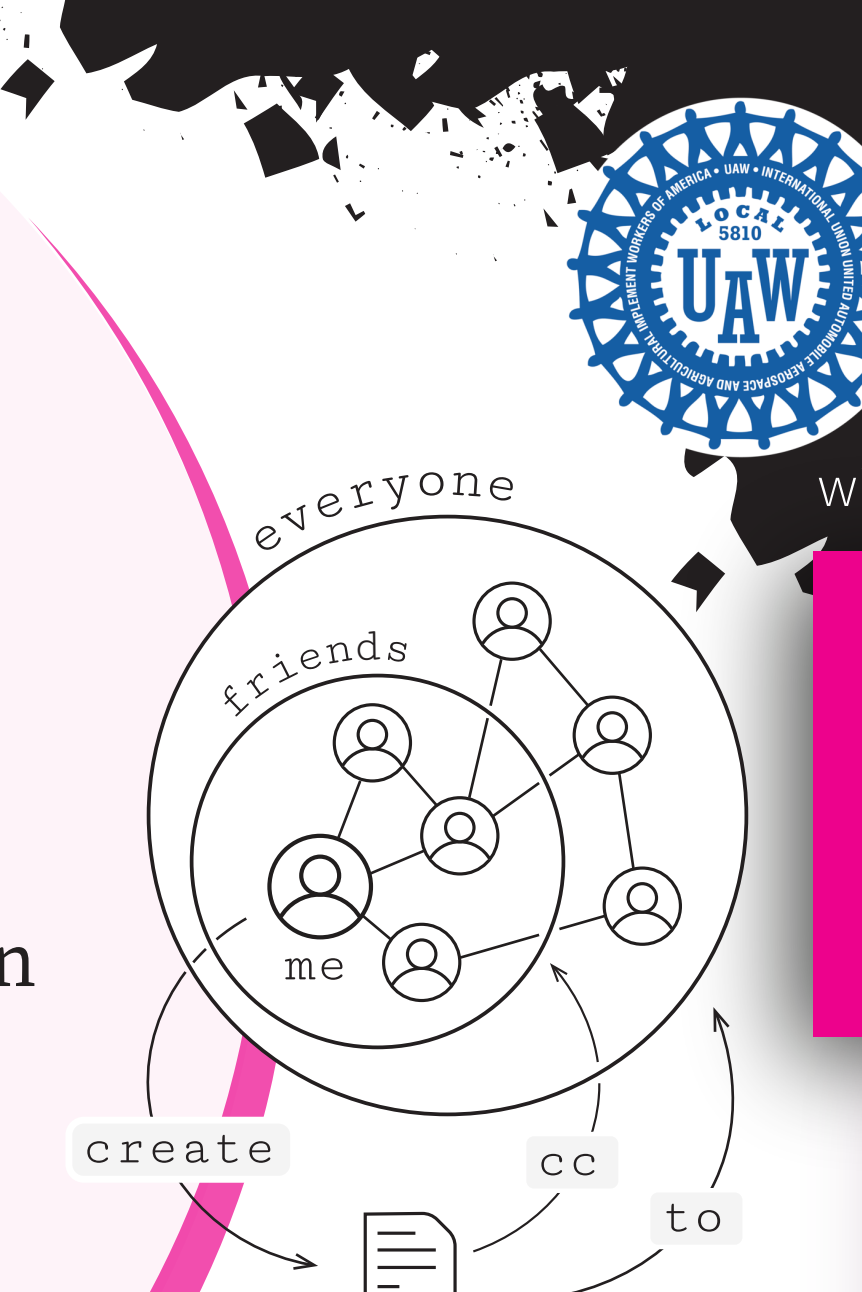 UAW • INTERNATIONAL UNION UNITED AUTOMOBILE AEROSPACE AND AGRICULTURAL IMPLEMENT WORKERS OF AMERICA •
LOCAL
5810
UAW
W
everyone
friends
n
me
create
cc
to